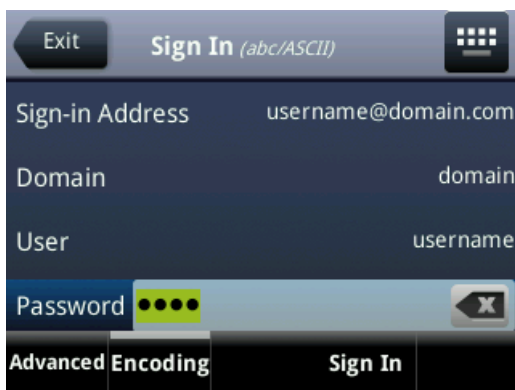 Exit Sign In (abc/ASCII)
Sign-in Address username@domain.com
Domain domain
User username
Password ●●●●
Advanced Encoding Sign In